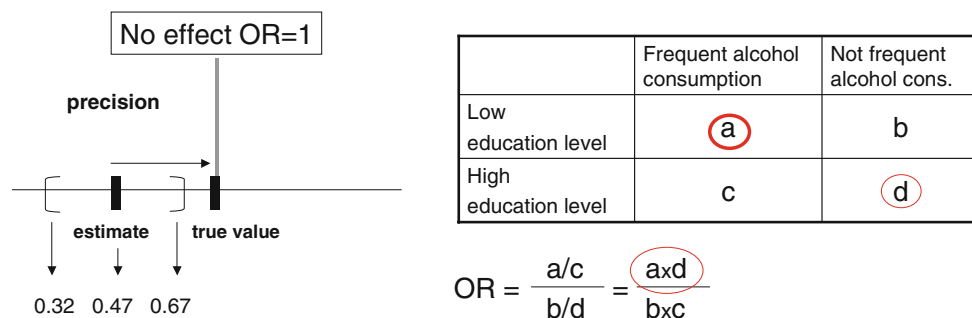 No effect OR=1
precision
estimate
true value
0.32 0.47 0.67
Frequent alcohol
consumption
Not frequent
alcohol cons.
Low
education level
a
b
High
education level
c
d
OR = a/c = axd
b/d bxc